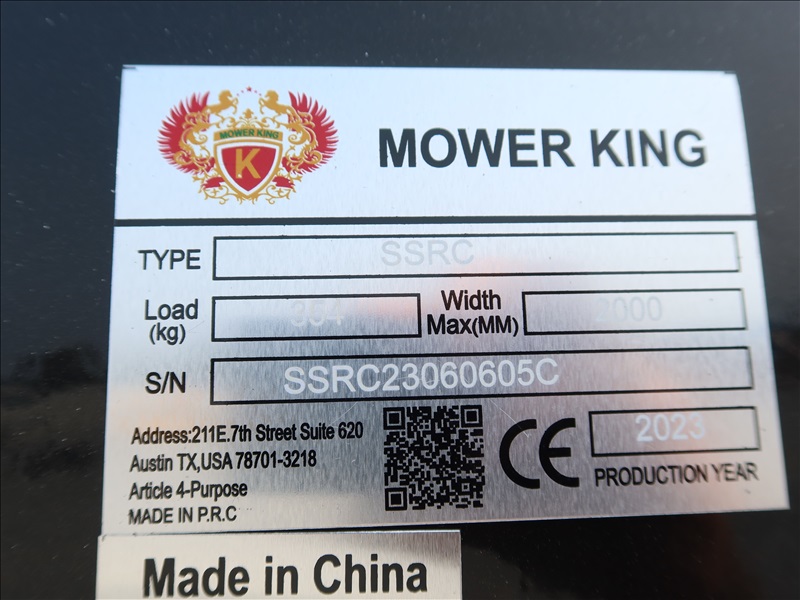 MOWER KING
K
MOWER KING
TYPE SSRC
Load (kg) 354 Width Max(MM) 2000
S/N SSRC23060605C
Address:211E.7th Street Suite 620
Austin TX,USA 78701-3218
Article 4-Purpose
MADE IN P.R.C
CE
2023
PRODUCTION YEAR
Made in China